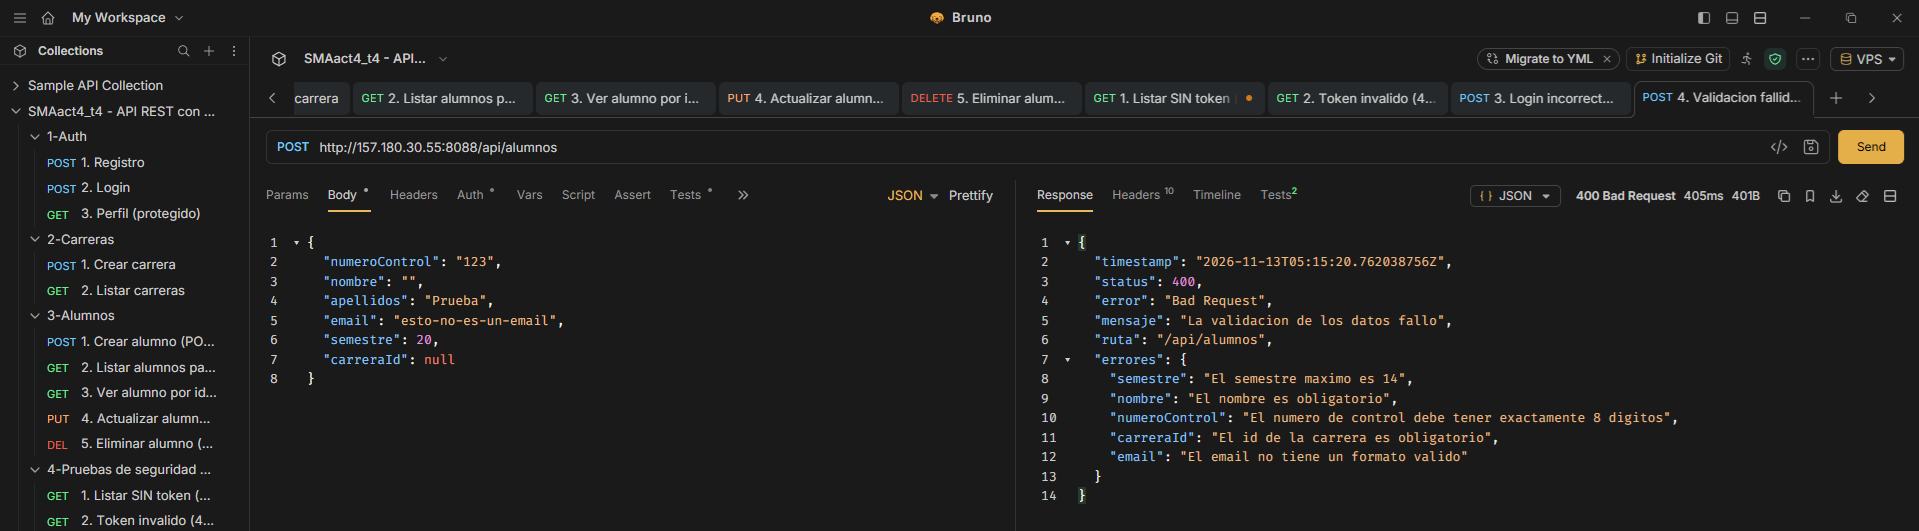 My Workspace
Bruno
Collections
SMAact4_t4 - API...
Migrate to YML
Initialize Git
VPS
Sample API Collection
SMAact4_t4 - API REST con ...
1-Auth
POST 1. Registro
POST 2. Login
GET 3. Perfil (protegido)
2-Carreras
POST 1. Crear carrera
GET 2. Listar carreras
3-Alumnos
POST 1. Crear alumno (PO...
GET 2. Listar alumnos pa...
GET 3. Ver alumno por id...
PUT 4. Actualizar alumn...
DEL 5. Eliminar alumno (...
4-Pruebas de seguridad ...
GET 1. Listar SIN token (...
GET 2. Token invalido (4...
carrera
GET 2. Listar alumnos p...
GET 3. Ver alumno por i...
PUT 4. Actualizar alumn...
DELETE 5. Eliminar alum...
GET 1. Listar SIN token
GET 2. Token invalido (4...
POST 3. Login incorrect...
POST 4. Validacion fallid...
POST http://157.180.30.55:8088/api/alumnos
Send
Params Body Headers Auth Vars Script Assert Tests
JSON Prettify
1 {
2 "numeroControl": "123",
3 "nombre": "",
4 "apellidos": "Prueba",
5 "email": "esto-no-es-un-email",
6 "semestre": 20,
7 "carreraId": null
8 }
Response Headers 10 Timeline Tests 2
{ } JSON
400 Bad Request 405ms 401B
1 {
2 "timestamp": "2026-11-13T05:15:20.762038756Z",
3 "status": 400,
4 "error": "Bad Request",
5 "mensaje": "La validacion de los datos fallo",
6 "ruta": "/api/alumnos",
7 "errores": {
8 "semestre": "El semestre maximo es 14",
9 "nombre": "El nombre es obligatorio",
10 "numeroControl": "El numero de control debe tener exactamente 8 digitos",
11 "carreraId": "El id de la carrera es obligatorio",
12 "email": "El email no tiene un formato valido"
13 }
14 }